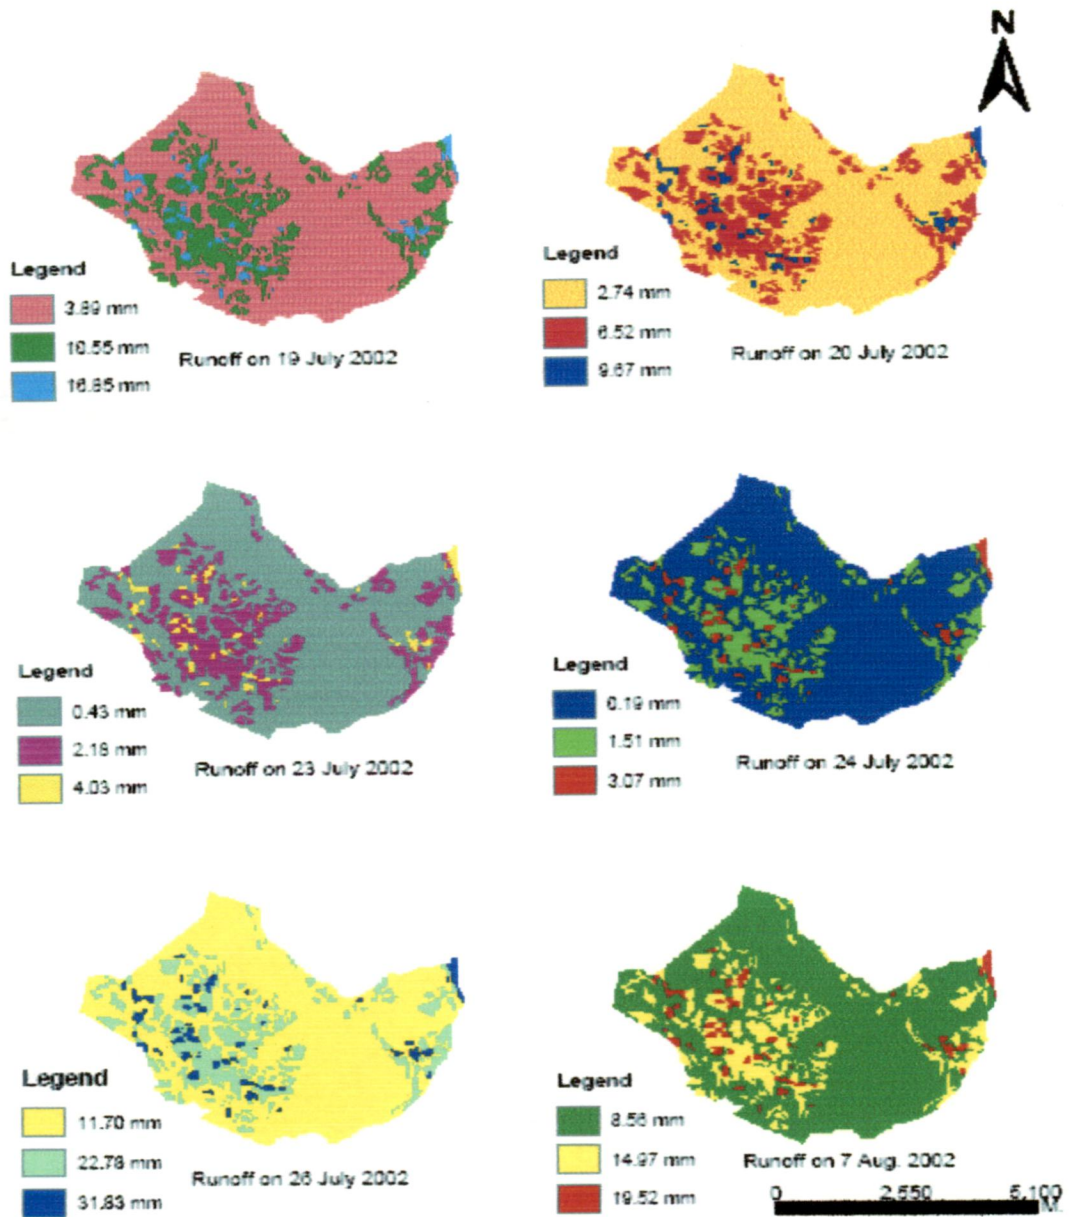 N
Legend
3.89 mm
10.55 mm
16.85 mm
Runoff on 19 July 2002
Legend
2.74 mm
6.52 mm
9.67 mm
Runoff on 20 July 2002
Legend
0.43 mm
2.18 mm
4.03 mm
Runoff on 23 July 2002
Legend
0.19 mm
1.51 mm
3.07 mm
Runoff on 24 July 2002
Legend
11.70 mm
22.78 mm
31.83 mm
Runoff on 26 July 2002
Legend
8.56 mm
14.97 mm
19.52 mm
Runoff on 7 Aug. 2002
0 2,550 5,100
M.